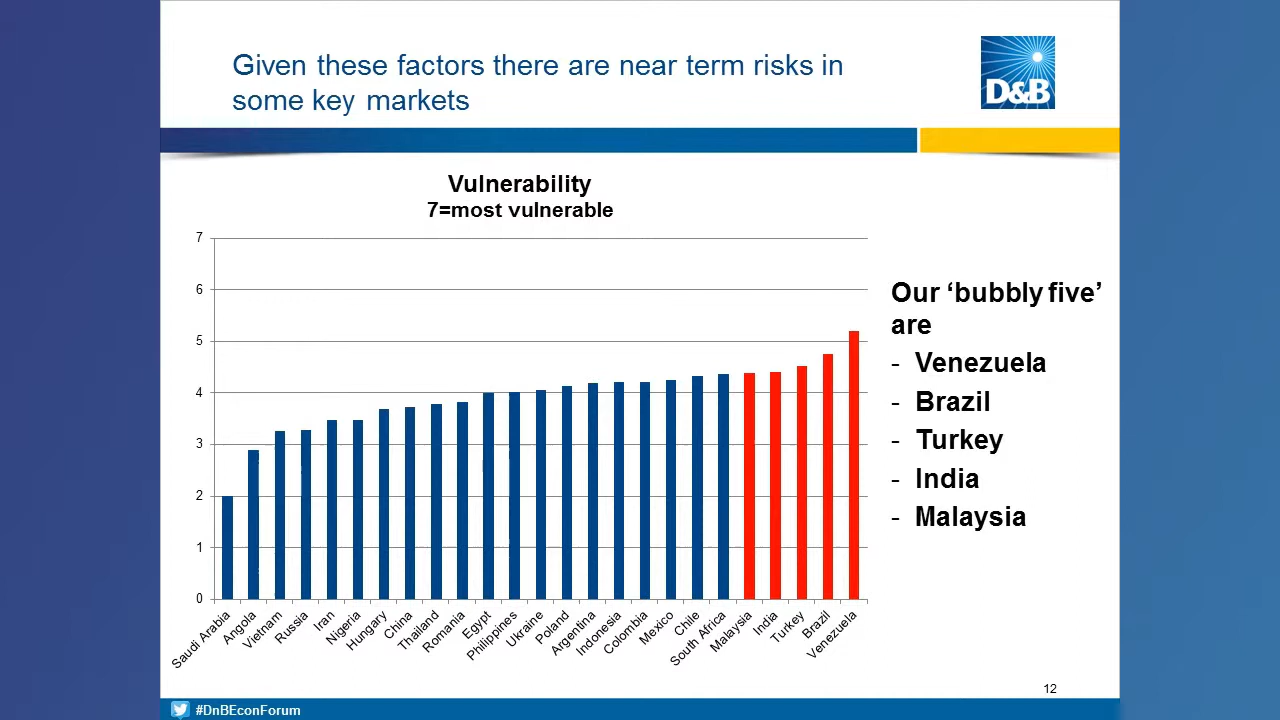 Given these factors there are near term risks in
some key markets
D&B
Vulnerability
7=most vulnerable
7
6
5
4
3
2
1
0
Saudi Arabia
Angola
Vietnam
Russia
Iran
Nigeria
Hungary
China
Thailand
Romania
Egypt
Philippines
Ukraine
Poland
Argentina
Indonesia
Colombia
Mexico
Chile
South Africa
Malaysia
India
Turkey
Brazil
Venezuela
Our ‘bubbly five’
are
- Venezuela
- Brazil
- Turkey
- India
- Malaysia
12
#DnBEconForum